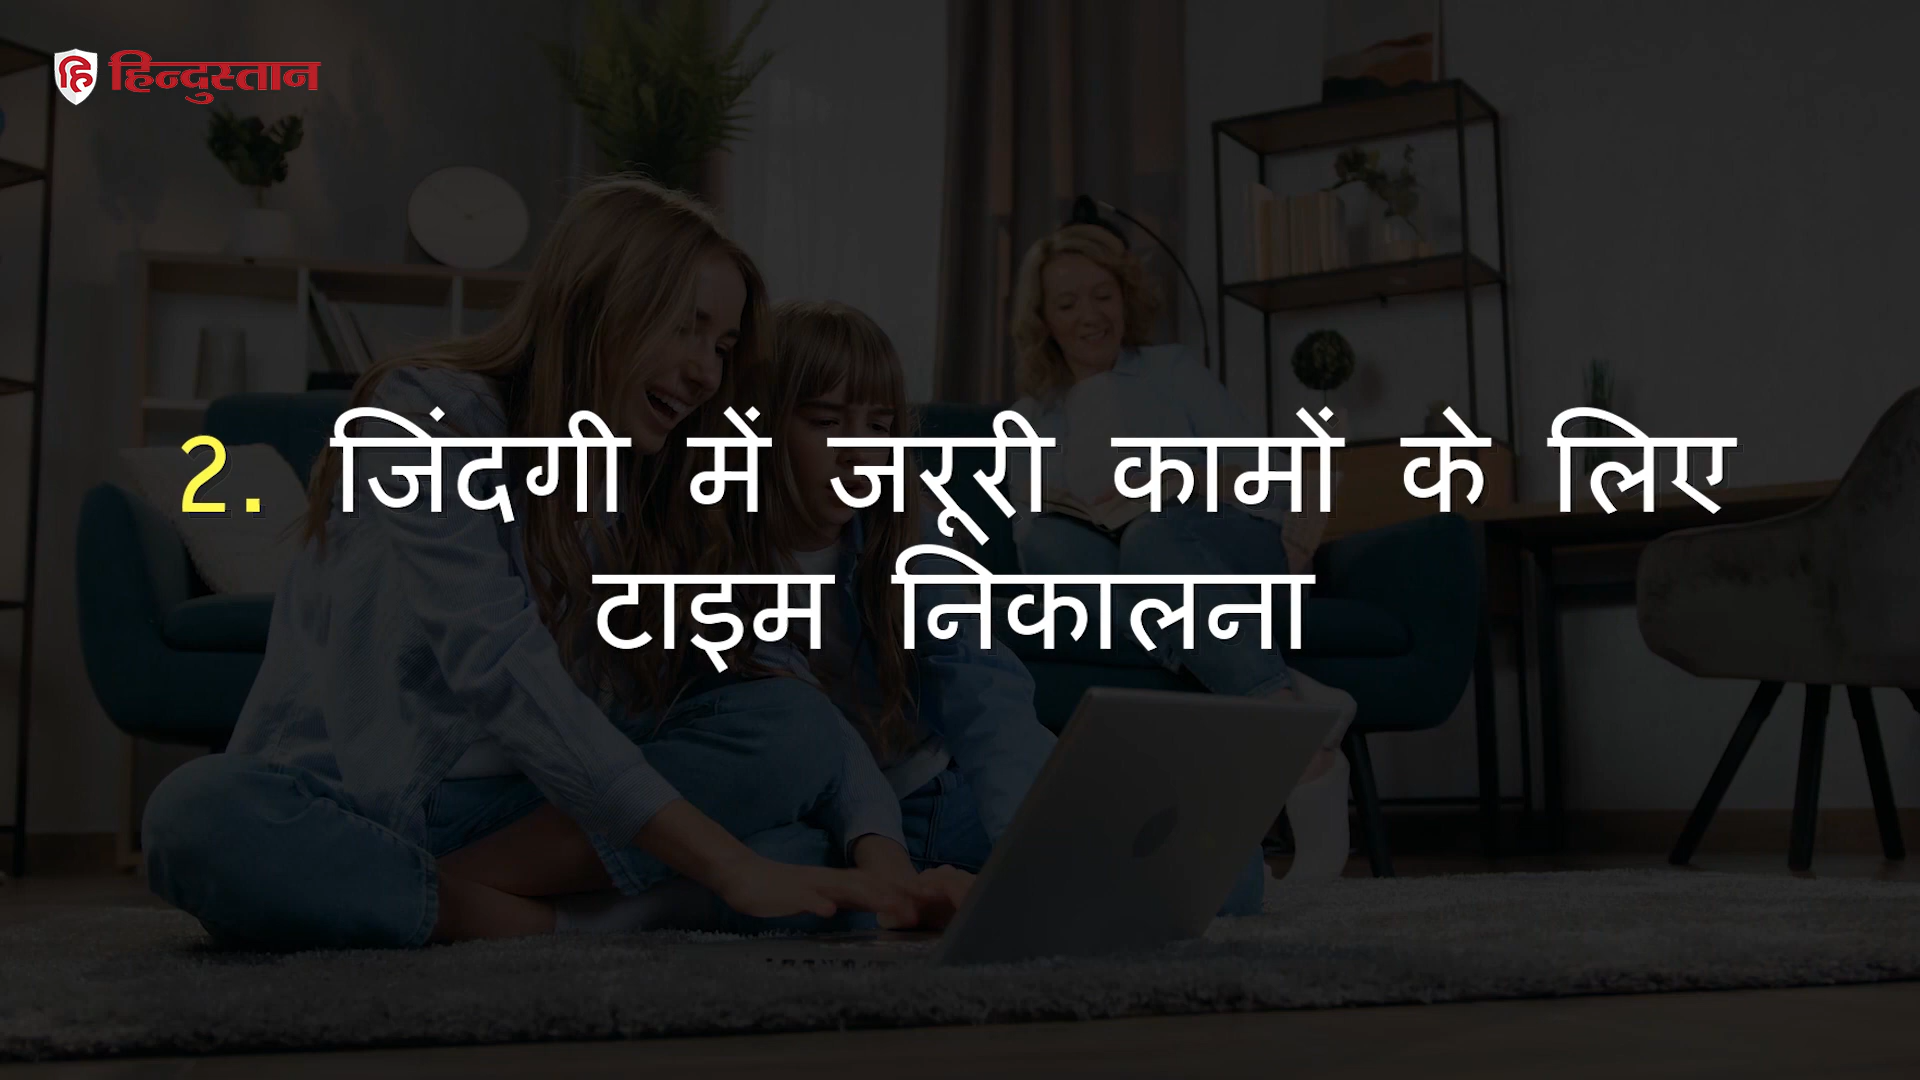 हिन्दुस्तान
2. जिंदगी में जरूरी कामों के लिए
टाइम निकालना